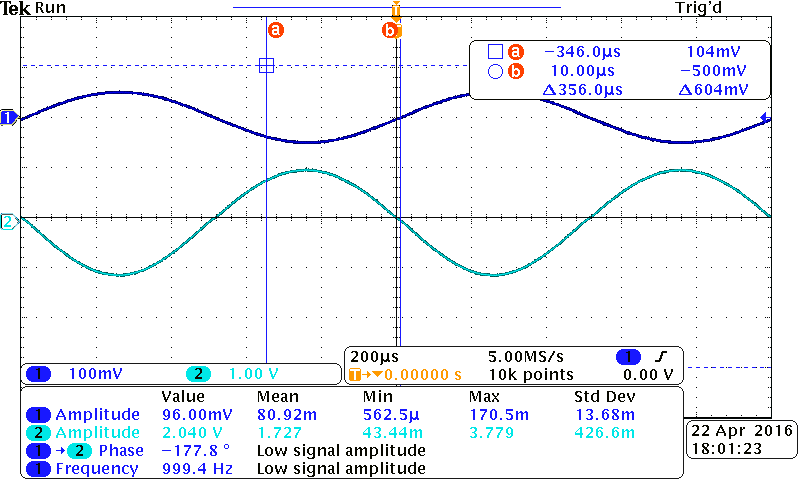 Tek Run Trig'd
T
a b
a −346.0µs 104mV
b 10.00µs −500mV
Δ356.0µs Δ604mV
1
2
1 100mV 2 1.00 V
200µs 5.00MS/s 1
T→▼0.00000 s 10k points 0.00 V
Value Mean Min Max Std Dev
1 Amplitude 96.00mV 80.92m 562.5µ 170.5m 13.68m
2 Amplitude 2.040 V 1.727 43.44m 3.779 426.6m
1 → 2 Phase −177.8 ° Low signal amplitude
1 Frequency 999.4 Hz Low signal amplitude
22 Apr 2016
18:01:23